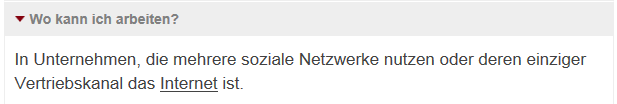 Wo kann ich arbeiten?
In Unternehmen, die mehrere soziale Netzwerke nutzen oder deren einziger
Vertriebskanal das Internet ist.